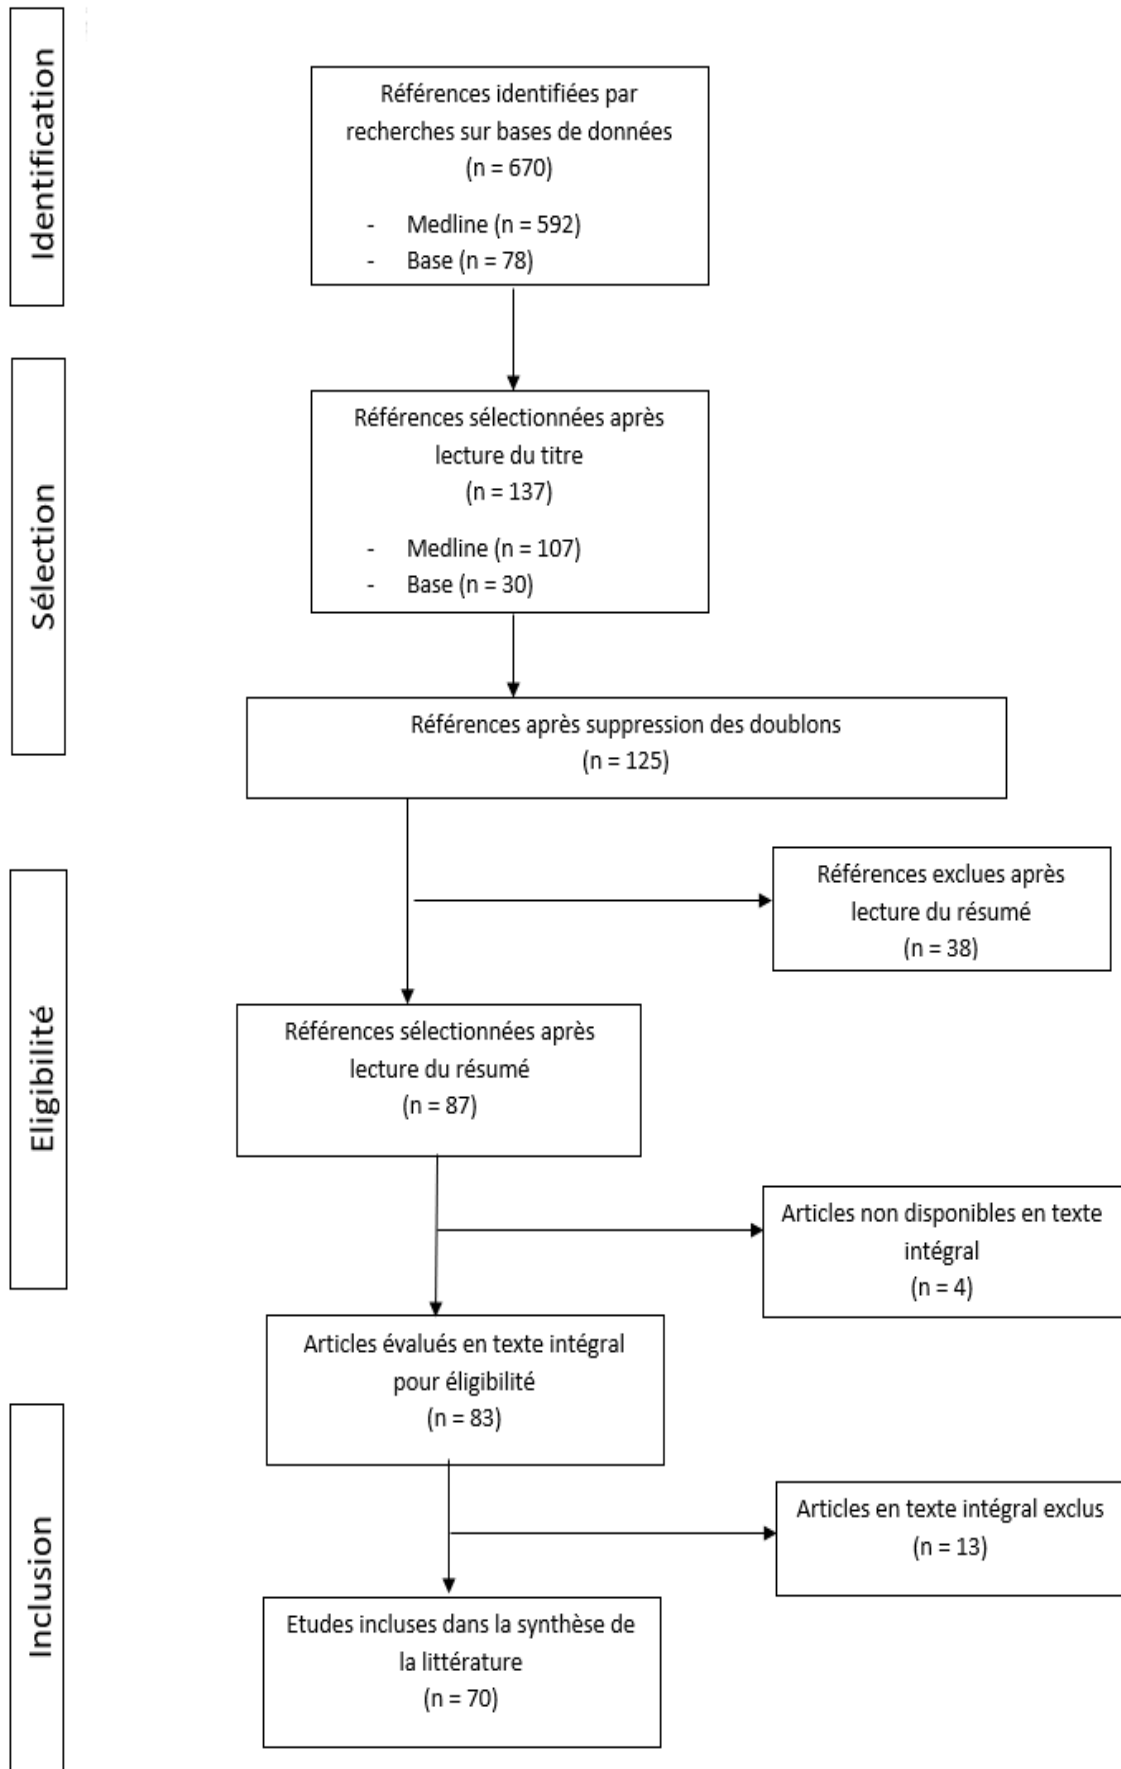 Identification
Références identifiées par
recherches sur bases de données
(n = 670)
- Medline (n = 592)
- Base (n = 78)
Sélection
Références sélectionnées après
lecture du titre
(n = 137)
- Medline (n = 107)
- Base (n = 30)
Références après suppression des doublons
(n = 125)
Eligibilité
Références exclues après
lecture du résumé
(n = 38)
Références sélectionnées après
lecture du résumé
(n = 87)
Articles non disponibles en texte
intégral
(n = 4)
Articles évalués en texte intégral
pour éligibilité
(n = 83)
Inclusion
Articles en texte intégral exclus
(n = 13)
Etudes incluses dans la synthèse de
la littérature
(n = 70)